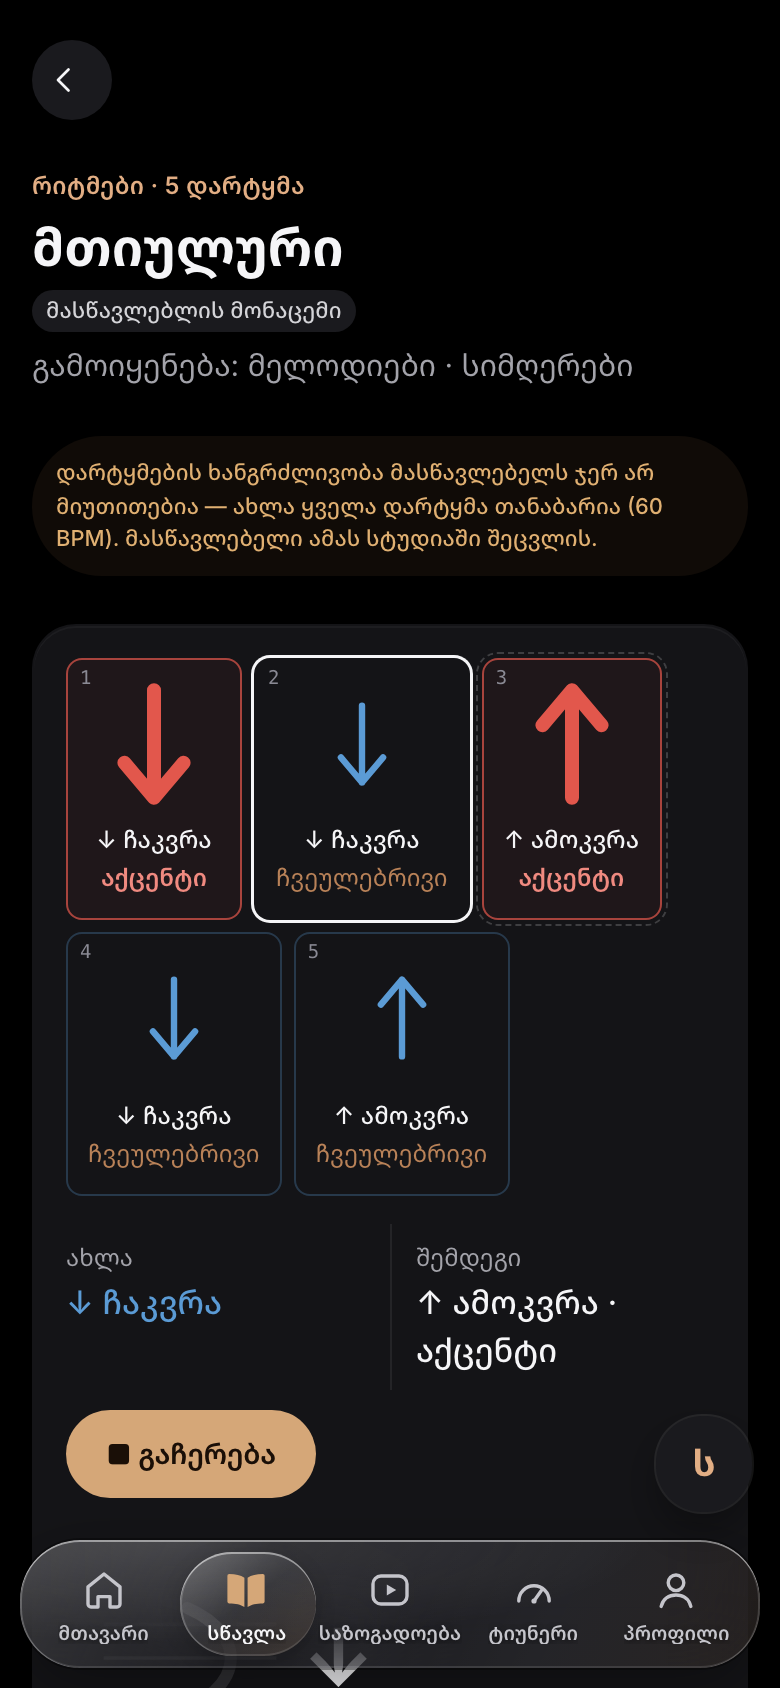 რიტმები · 5 დარტყმა
მთიულური
მასწავლებლის მონაცემი
გამოიყენება: მელოდიები · სიმღერები
დარტყმების ხანგრძლივობა მასწავლებელს ჯერ არ
მიუთითებია — ახლა ყველა დარტყმა თანაბარია (60
BPM). მასწავლებელი ამას სტუდიაში შეცვლის.
1
↓ ჩაკვრა
აქცენტი
2
↓ ჩაკვრა
ჩვეულებრივი
3
↑ ამოკვრა
აქცენტი
4
↓ ჩაკვრა
ჩვეულებრივი
5
↑ ამოკვრა
ჩვეულებრივი
ახლა
↓ ჩაკვრა
შემდეგი
↑ ამოკვრა ·
აქცენტი
გაჩერება
ს
მთავარი
სწავლა
საზოგადოება
ტიუნერი
პროფილი